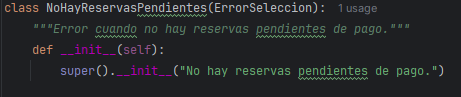 class NoHayReservasPendientes(ErrorSeleccion): 1 usage
"""Error cuando no hay reservas pendientes de pago."""
def __init__(self):
super().__init__("No hay reservas pendientes de pago.")